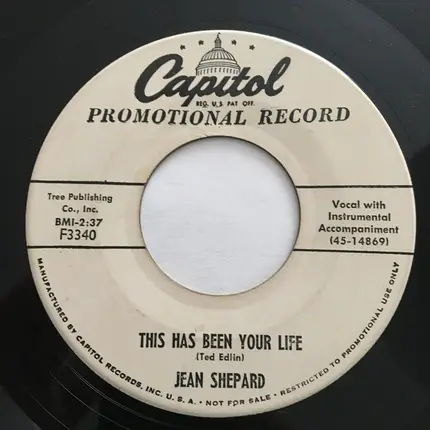 Capitol
REG. U.S. PAT. OFF.
PROMOTIONAL RECORD
Tree Publishing
Co., Inc.
BMI-2:37
F3340
Vocal with
Instrumental
Accompaniment
(45-14869)
THIS HAS BEEN YOUR LIFE
(Ted Edlin)
JEAN SHEPARD
MANUFACTURED BY CAPITOL RECORDS, INC. U.S.A. • NOT FOR SALE • RESTRICTED TO PROMOTIONAL USE ONLY